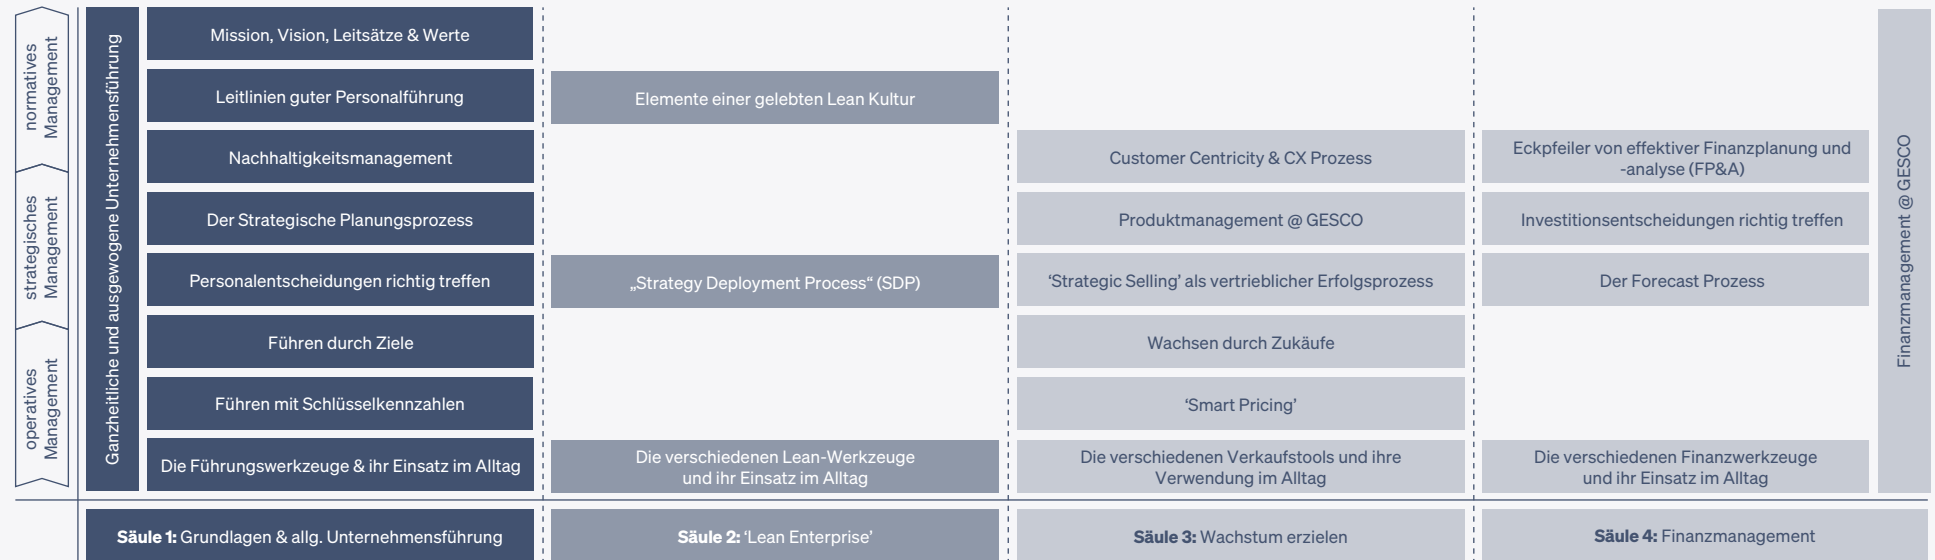 normatives
Management
strategisches
Management
operatives
Management
Ganzheitliche und ausgewogene Unternehmensführung
Mission, Vision, Leitsätze & Werte
Leitlinien guter Personalführung
Nachhaltigkeitsmanagement
Der Strategische Planungsprozess
Personalentscheidungen richtig treffen
Führen durch Ziele
Führen mit Schlüsselkennzahlen
Die Führungswerkzeuge & ihr Einsatz im Alltag
Säule 1: Grundlagen & allg. Unternehmensführung
Elemente einer gelebten Lean Kultur
„Strategy Deployment Process“ (SDP)
Die verschiedenen Lean-Werkzeuge
und ihr Einsatz im Alltag
Säule 2: ‘Lean Enterprise’
Customer Centricity & CX Prozess
Produktmanagement @ GESCO
‘Strategic Selling’ als vertrieblicher Erfolgsprozess
Wachsen durch Zukäufe
‘Smart Pricing’
Die verschiedenen Verkaufstools und ihre
Verwendung im Alltag
Säule 3: Wachstum erzielen
Eckpfeiler von effektiver Finanzplanung und
-analyse (FP&A)
Investitionsentscheidungen richtig treffen
Der Forecast Prozess
Die verschiedenen Finanzwerkzeuge
und ihr Einsatz im Alltag
Säule 4: Finanzmanagement
Finanzmanagement @ GESCO